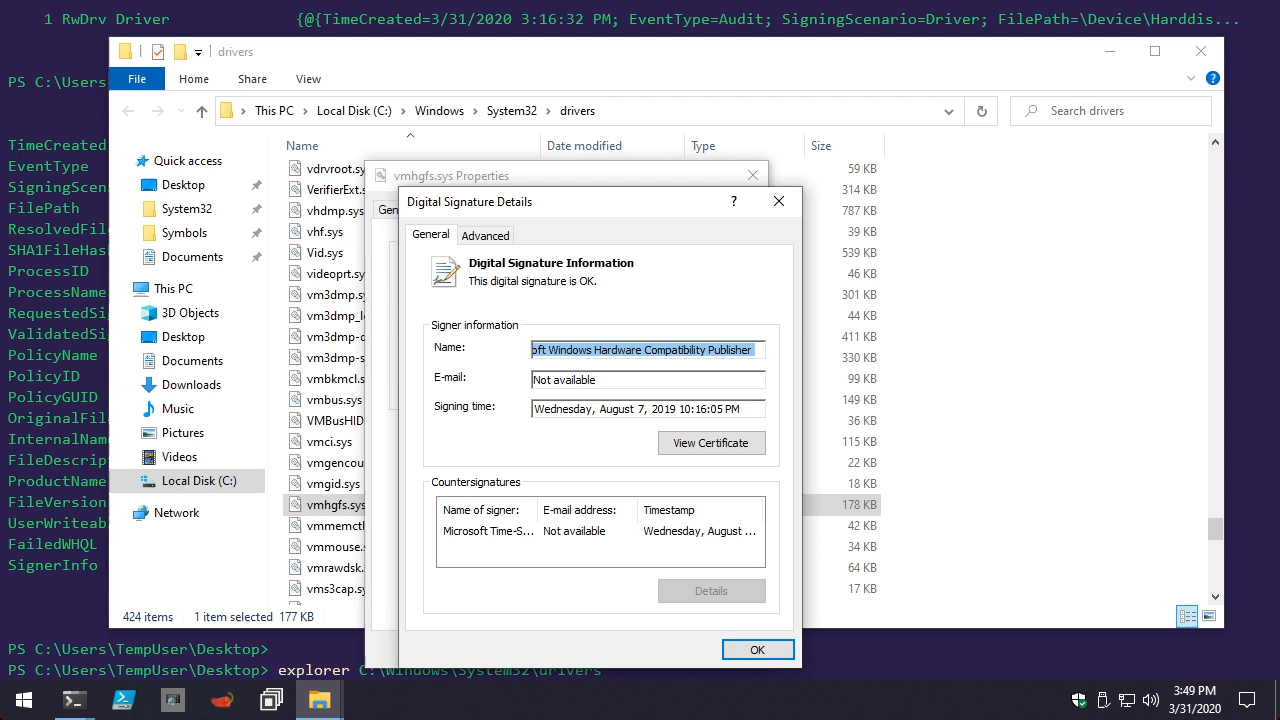 1 RwDrv Driver {@{TimeCreated=3/31/2020 3:16:32 PM; EventType=Audit; SigningScenario=Driver; FilePath=\Device\Harddis...
drivers
PS C:\Users
File Home Share View
This PC > Local Disk (C:) > Windows > System32 > drivers
Search drivers
Name Date modified Type Size
TimeCreated
EventType
SigningScen
FilePath
ResolvedFil
SHA1FileHas
ProcessID
ProcessName
RequestedSi
ValidatedSi
PolicyName
PolicyID
PolicyGUID
OriginalFil
InternalNam
FileDescrip
ProductName
FileVersion
UserWriteab
FailedWHQL
SignerInfo
Quick access
Desktop
System32
Symbols
Documents
This PC
3D Objects
Desktop
Documents
Downloads
Music
Pictures
Videos
Local Disk (C:)
Network
vdrvroot.sy 59 KB
VerifierExt.s 314 KB
vhdmp.sys 787 KB
vhf.sys 39 KB
Vid.sys 539 KB
videoprt.sy 46 KB
vm3dmp.sy 301 KB
vm3dmp_l 44 KB
vm3dmp-d 411 KB
vm3dmp-s 330 KB
vmbkmcl.s 99 KB
vmbus.sys 149 KB
VMBusHID 36 KB
vmci.sys 115 KB
vmgencou 22 KB
vmgid.sys 18 KB
vmhgfs.sys 178 KB
vmmemctl 42 KB
vmmouse.s 34 KB
vmrawdsk. 64 KB
vms3cap.sy 17 KB
424 items 1 item selected 177 KB
vmhgfs.sys Properties
Gen
Digital Signature Details ?
General Advanced
Digital Signature Information
This digital signature is OK.
Signer information
Name: oft Windows Hardware Compatibility Publisher
E-mail: Not available
Signing time: Wednesday, August 7, 2019 10:16:05 PM
View Certificate
Countersignatures
Name of signer: E-mail address: Timestamp
Microsoft Time-S... Not available Wednesday, August ...
Details
OK
PS C:\Users\TempUser\Desktop>
PS C:\Users\TempUser\Desktop> explorer C:\Windows\System32\drivers
3:49 PM
3/31/2020